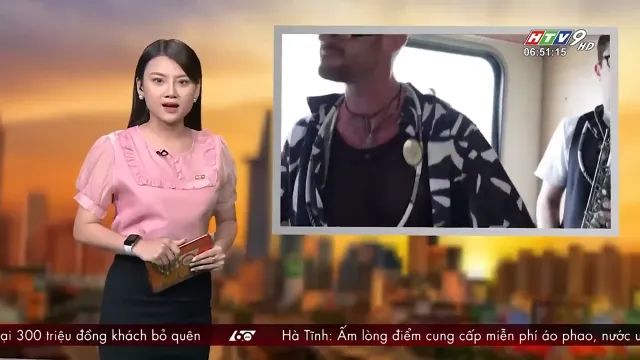 HTV9 HD
06:51:15
ại 300 triệu đồng khách bỏ quên 60 Hà Tĩnh: Ấm lòng điểm cung cấp miễn phí áo phao, nước